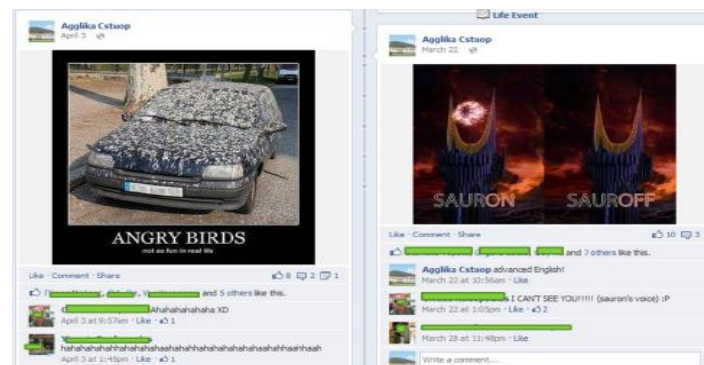 Agglika Cstuop
April 3
ANGRY BIRDS
not as fun in real life
Like · Comment · Share
8 2 1
and 5 others like this.
Ahahahahahaha XD
April 3 at 9:57am · Like · 1
April 3 at 1:45pm · Like · 1
Life Event
Agglika Cstuop
March 22
SAURON
SAUROFF
Like · Comment · Share
10 3
and 7 others like this.
Agglika Cstuop advanced English!
March 22 at 10:56am · Like
I CAN'T SEE YOU!!!!! (sauron's voice) :P
March 22 at 1:05pm · Like · 2
March 28 at 11:48pm · Like
Write a comment...